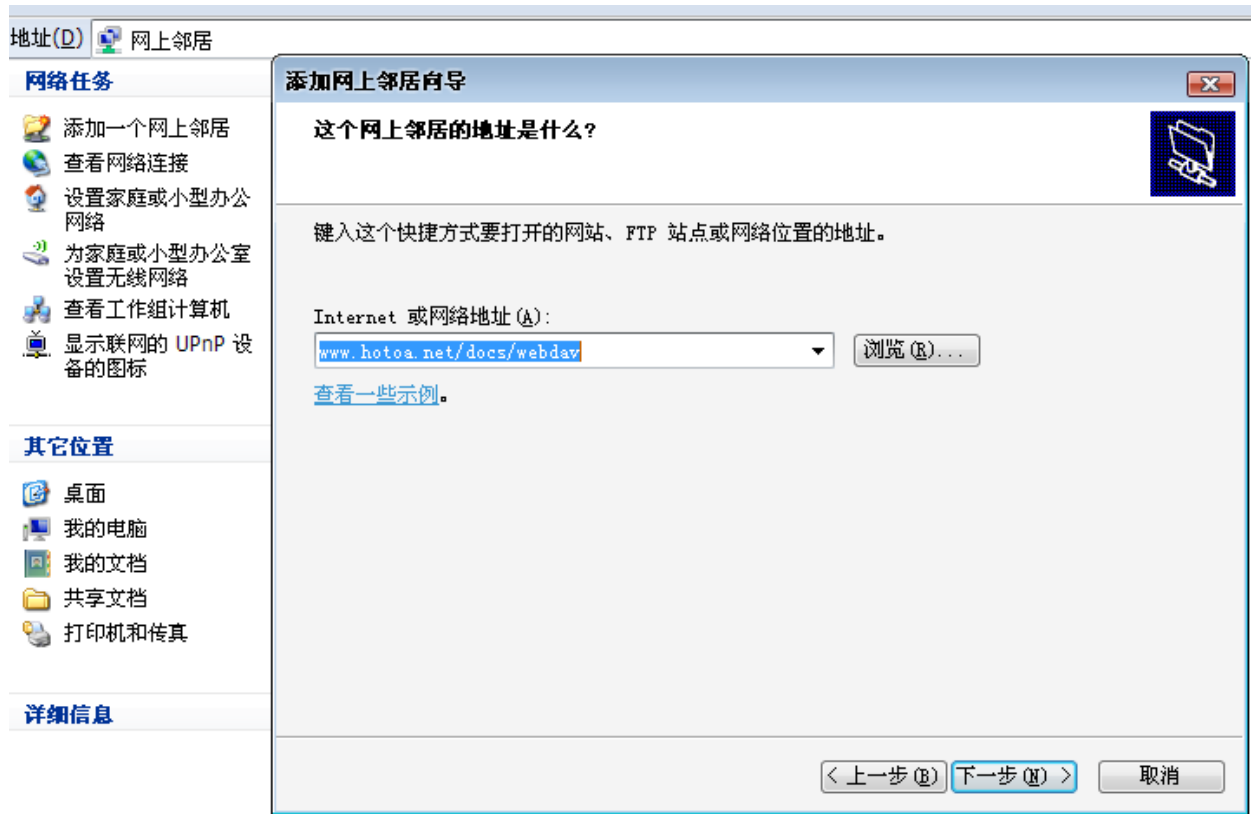 地址(D) 网上邻居
网络任务
添加一个网上邻居
查看网络连接
设置家庭或小型办公
网络
为家庭或小型办公室
设置无线网络
查看工作组计算机
显示联网的 UPnP 设
备的图标
其它位置
桌面
我的电脑
我的文档
共享文档
打印机和传真
详细信息
添加网上邻居向导
这个网上邻居的地址是什么?
键入这个快捷方式要打开的网站、FTP 站点或网络位置的地址。
Internet 或网络地址(A):
www.hotoa.net/docs/webdav
浏览(R)...
查看一些示例。
< 上一步(B) 下一步(N) > 取消